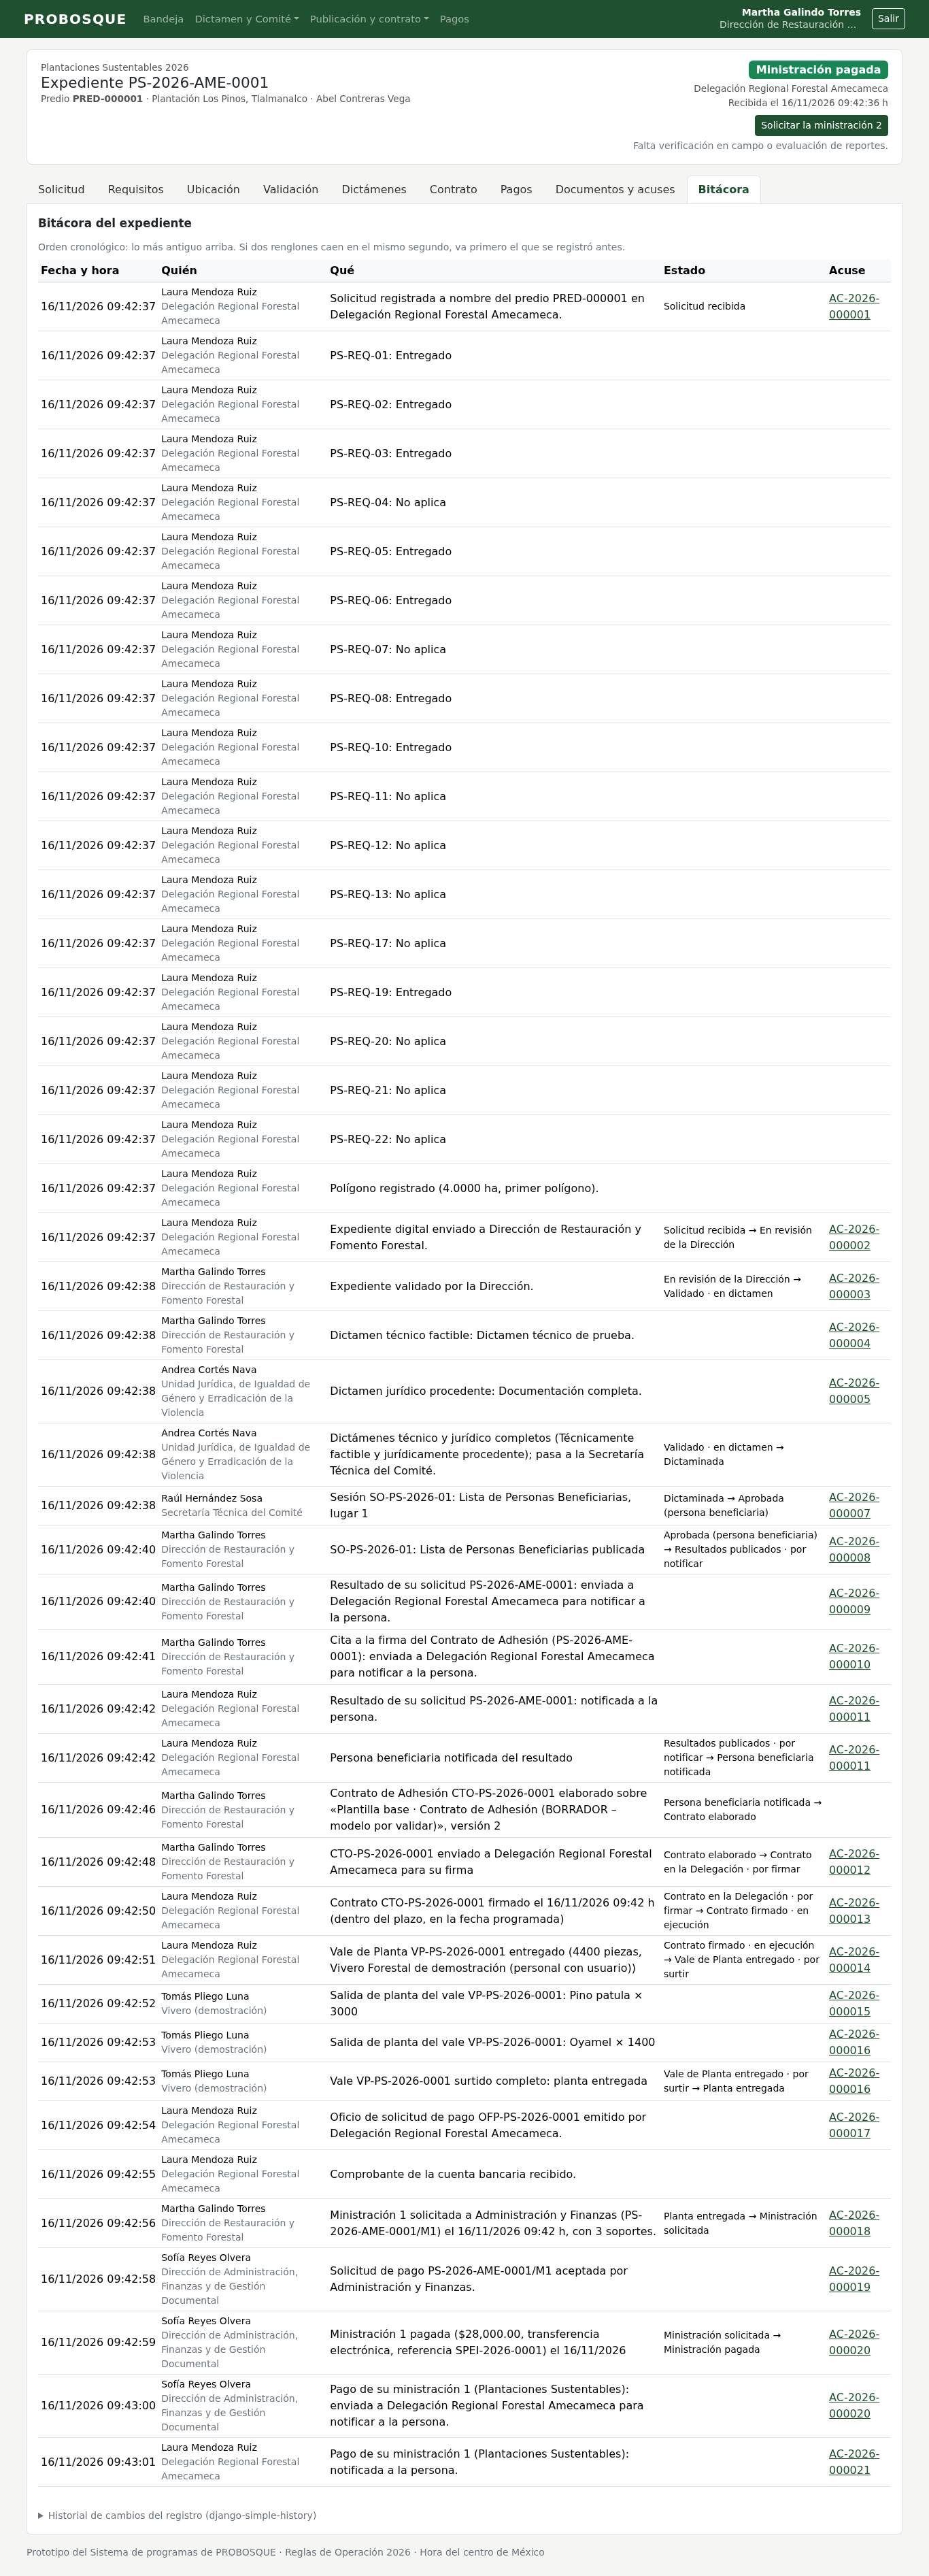 PROBOSQUE Bandeja Dictamen y Comité Publicación y contrato Pagos Martha Galindo Torres Salir
Dirección de Restauración …
Plantaciones Sustentables 2026
Expediente PS-2026-AME-0001
Predio PRED-000001 · Plantación Los Pinos, Tlalmanalco · Abel Contreras Vega
Ministración pagada
Delegación Regional Forestal Amecameca
Recibida el 16/11/2026 09:42:36 h
Solicitar la ministración 2
Falta verificación en campo o evaluación de reportes.
Solicitud Requisitos Ubicación Validación Dictámenes Contrato Pagos Documentos y acuses Bitácora
Bitácora del expediente
Orden cronológico: lo más antiguo arriba. Si dos renglones caen en el mismo segundo, va primero el que se registró antes.
Fecha y hora Quién Qué Estado Acuse
16/11/2026 09:42:37
Laura Mendoza Ruiz
Delegación Regional Forestal
Amecameca
Solicitud registrada a nombre del predio PRED-000001 en
Delegación Regional Forestal Amecameca.
Solicitud recibida
AC-2026-
000001
16/11/2026 09:42:37
Laura Mendoza Ruiz
Delegación Regional Forestal
Amecameca
PS-REQ-01: Entregado
16/11/2026 09:42:37
Laura Mendoza Ruiz
Delegación Regional Forestal
Amecameca
PS-REQ-02: Entregado
16/11/2026 09:42:37
Laura Mendoza Ruiz
Delegación Regional Forestal
Amecameca
PS-REQ-03: Entregado
16/11/2026 09:42:37
Laura Mendoza Ruiz
Delegación Regional Forestal
Amecameca
PS-REQ-04: No aplica
16/11/2026 09:42:37
Laura Mendoza Ruiz
Delegación Regional Forestal
Amecameca
PS-REQ-05: Entregado
16/11/2026 09:42:37
Laura Mendoza Ruiz
Delegación Regional Forestal
Amecameca
PS-REQ-06: Entregado
16/11/2026 09:42:37
Laura Mendoza Ruiz
Delegación Regional Forestal
Amecameca
PS-REQ-07: No aplica
16/11/2026 09:42:37
Laura Mendoza Ruiz
Delegación Regional Forestal
Amecameca
PS-REQ-08: Entregado
16/11/2026 09:42:37
Laura Mendoza Ruiz
Delegación Regional Forestal
Amecameca
PS-REQ-10: Entregado
16/11/2026 09:42:37
Laura Mendoza Ruiz
Delegación Regional Forestal
Amecameca
PS-REQ-11: No aplica
16/11/2026 09:42:37
Laura Mendoza Ruiz
Delegación Regional Forestal
Amecameca
PS-REQ-12: No aplica
16/11/2026 09:42:37
Laura Mendoza Ruiz
Delegación Regional Forestal
Amecameca
PS-REQ-13: No aplica
16/11/2026 09:42:37
Laura Mendoza Ruiz
Delegación Regional Forestal
Amecameca
PS-REQ-17: No aplica
16/11/2026 09:42:37
Laura Mendoza Ruiz
Delegación Regional Forestal
Amecameca
PS-REQ-19: Entregado
16/11/2026 09:42:37
Laura Mendoza Ruiz
Delegación Regional Forestal
Amecameca
PS-REQ-20: No aplica
16/11/2026 09:42:37
Laura Mendoza Ruiz
Delegación Regional Forestal
Amecameca
PS-REQ-21: No aplica
16/11/2026 09:42:37
Laura Mendoza Ruiz
Delegación Regional Forestal
Amecameca
PS-REQ-22: No aplica
16/11/2026 09:42:37
Laura Mendoza Ruiz
Delegación Regional Forestal
Amecameca
Polígono registrado (4.0000 ha, primer polígono).
16/11/2026 09:42:37
Laura Mendoza Ruiz
Delegación Regional Forestal
Amecameca
Expediente digital enviado a Dirección de Restauración y
Fomento Forestal.
Solicitud recibida → En revisión
de la Dirección
AC-2026-
000002
16/11/2026 09:42:38
Martha Galindo Torres
Dirección de Restauración y
Fomento Forestal
Expediente validado por la Dirección.
En revisión de la Dirección →
Validado · en dictamen
AC-2026-
000003
16/11/2026 09:42:38
Martha Galindo Torres
Dirección de Restauración y
Fomento Forestal
Dictamen técnico factible: Dictamen técnico de prueba.
AC-2026-
000004
16/11/2026 09:42:38
Andrea Cortés Nava
Unidad Jurídica, de Igualdad de
Género y Erradicación de la
Violencia
Dictamen jurídico procedente: Documentación completa.
AC-2026-
000005
16/11/2026 09:42:38
Andrea Cortés Nava
Unidad Jurídica, de Igualdad de
Género y Erradicación de la
Violencia
Dictámenes técnico y jurídico completos (Técnicamente
factible y jurídicamente procedente); pasa a la Secretaría
Técnica del Comité.
Validado · en dictamen →
Dictaminada
16/11/2026 09:42:38
Raúl Hernández Sosa
Secretaría Técnica del Comité
Sesión SO-PS-2026-01: Lista de Personas Beneficiarias,
lugar 1
Dictaminada → Aprobada
(persona beneficiaria)
AC-2026-
000007
16/11/2026 09:42:40
Martha Galindo Torres
Dirección de Restauración y
Fomento Forestal
SO-PS-2026-01: Lista de Personas Beneficiarias publicada
Aprobada (persona beneficiaria)
→ Resultados publicados · por
notificar
AC-2026-
000008
16/11/2026 09:42:40
Martha Galindo Torres
Dirección de Restauración y
Fomento Forestal
Resultado de su solicitud PS-2026-AME-0001: enviada a
Delegación Regional Forestal Amecameca para notificar a
la persona.
AC-2026-
000009
16/11/2026 09:42:41
Martha Galindo Torres
Dirección de Restauración y
Fomento Forestal
Cita a la firma del Contrato de Adhesión (PS-2026-AME-
0001): enviada a Delegación Regional Forestal Amecameca
para notificar a la persona.
AC-2026-
000010
16/11/2026 09:42:42
Laura Mendoza Ruiz
Delegación Regional Forestal
Amecameca
Resultado de su solicitud PS-2026-AME-0001: notificada a la
persona.
AC-2026-
000011
16/11/2026 09:42:42
Laura Mendoza Ruiz
Delegación Regional Forestal
Amecameca
Persona beneficiaria notificada del resultado
Resultados publicados · por
notificar → Persona beneficiaria
notificada
AC-2026-
000011
16/11/2026 09:42:46
Martha Galindo Torres
Dirección de Restauración y
Fomento Forestal
Contrato de Adhesión CTO-PS-2026-0001 elaborado sobre
«Plantilla base · Contrato de Adhesión (BORRADOR –
modelo por validar)», versión 2
Persona beneficiaria notificada →
Contrato elaborado
16/11/2026 09:42:48
Martha Galindo Torres
Dirección de Restauración y
Fomento Forestal
CTO-PS-2026-0001 enviado a Delegación Regional Forestal
Amecameca para su firma
Contrato elaborado → Contrato
en la Delegación · por firmar
AC-2026-
000012
16/11/2026 09:42:50
Laura Mendoza Ruiz
Delegación Regional Forestal
Amecameca
Contrato CTO-PS-2026-0001 firmado el 16/11/2026 09:42 h
(dentro del plazo, en la fecha programada)
Contrato en la Delegación · por
firmar → Contrato firmado · en
ejecución
AC-2026-
000013
16/11/2026 09:42:51
Laura Mendoza Ruiz
Delegación Regional Forestal
Amecameca
Vale de Planta VP-PS-2026-0001 entregado (4400 piezas,
Vivero Forestal de demostración (personal con usuario))
Contrato firmado · en ejecución
→ Vale de Planta entregado · por
surtir
AC-2026-
000014
16/11/2026 09:42:52
Tomás Pliego Luna
Vivero (demostración)
Salida de planta del vale VP-PS-2026-0001: Pino patula ×
3000
AC-2026-
000015
16/11/2026 09:42:53
Tomás Pliego Luna
Vivero (demostración)
Salida de planta del vale VP-PS-2026-0001: Oyamel × 1400
AC-2026-
000016
16/11/2026 09:42:53
Tomás Pliego Luna
Vivero (demostración)
Vale VP-PS-2026-0001 surtido completo: planta entregada
Vale de Planta entregado · por
surtir → Planta entregada
AC-2026-
000016
16/11/2026 09:42:54
Laura Mendoza Ruiz
Delegación Regional Forestal
Amecameca
Oficio de solicitud de pago OFP-PS-2026-0001 emitido por
Delegación Regional Forestal Amecameca.
AC-2026-
000017
16/11/2026 09:42:55
Laura Mendoza Ruiz
Delegación Regional Forestal
Amecameca
Comprobante de la cuenta bancaria recibido.
16/11/2026 09:42:56
Martha Galindo Torres
Dirección de Restauración y
Fomento Forestal
Ministración 1 solicitada a Administración y Finanzas (PS-
2026-AME-0001/M1) el 16/11/2026 09:42 h, con 3 soportes.
Planta entregada → Ministración
solicitada
AC-2026-
000018
16/11/2026 09:42:58
Sofía Reyes Olvera
Dirección de Administración,
Finanzas y de Gestión
Documental
Solicitud de pago PS-2026-AME-0001/M1 aceptada por
Administración y Finanzas.
AC-2026-
000019
16/11/2026 09:42:59
Sofía Reyes Olvera
Dirección de Administración,
Finanzas y de Gestión
Documental
Ministración 1 pagada ($28,000.00, transferencia
electrónica, referencia SPEI-2026-0001) el 16/11/2026
Ministración solicitada →
Ministración pagada
AC-2026-
000020
16/11/2026 09:43:00
Sofía Reyes Olvera
Dirección de Administración,
Finanzas y de Gestión
Documental
Pago de su ministración 1 (Plantaciones Sustentables):
enviada a Delegación Regional Forestal Amecameca para
notificar a la persona.
AC-2026-
000020
16/11/2026 09:43:01
Laura Mendoza Ruiz
Delegación Regional Forestal
Amecameca
Pago de su ministración 1 (Plantaciones Sustentables):
notificada a la persona.
AC-2026-
000021
Historial de cambios del registro (django-simple-history)
Prototipo del Sistema de programas de PROBOSQUE · Reglas de Operación 2026 · Hora del centro de México